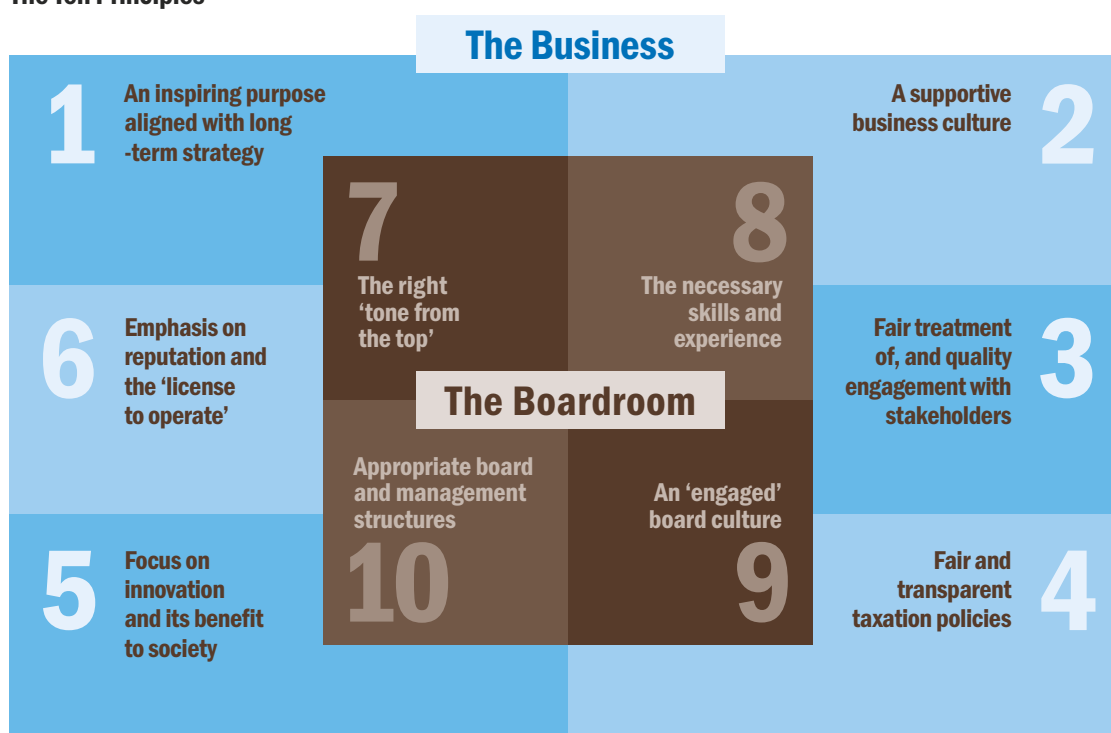 The Ten Principles
The Business
1
An inspiring purpose
aligned with long
-term strategy
2
A supportive
business culture
3
Fair treatment
of, and quality
engagement with
stakeholders
4
Fair and
transparent
taxation policies
5
Focus on
innovation
and its benefit
to society
6
Emphasis on
reputation and
the ‘license
to operate’
The Boardroom
7
The right
‘tone from
the top’
8
The necessary
skills and
experience
9
An ‘engaged’
board culture
10
Appropriate board
and management
structures